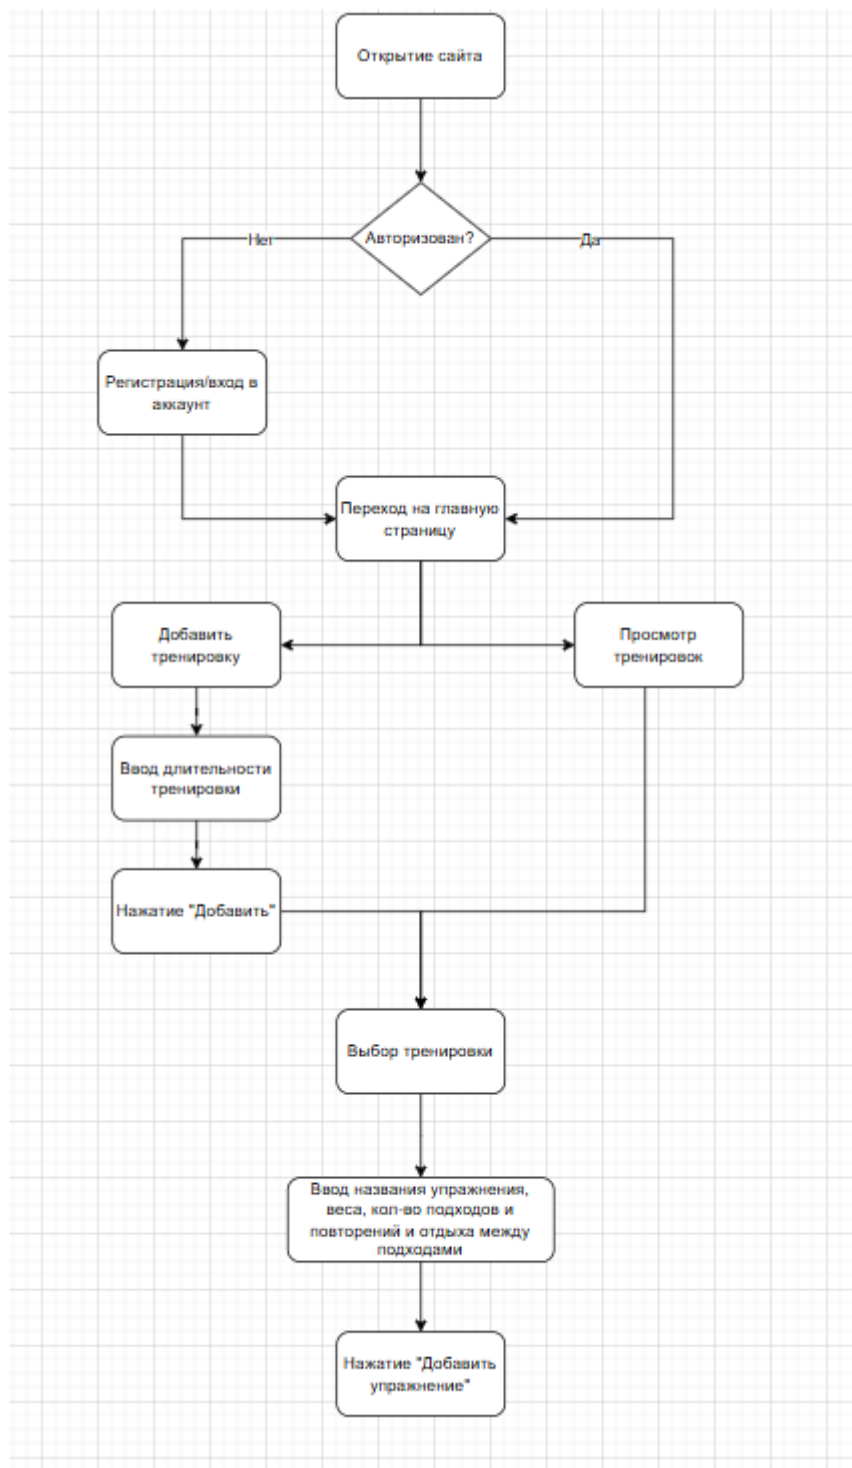 Открытие сайта
Авторизован?
Нет
Да
Регистрация/вход в
аккаунт
Переход на главную
страницу
Добавить
тренировку
Просмотр
тренировок
Ввод длительности
тренировки
Нажатие "Добавить"
Выбор тренировки
Ввод названия упражнения,
веса, кол-во подходов и
повторений и отдыха между
подходами
Нажатие "Добавить
упражнение"